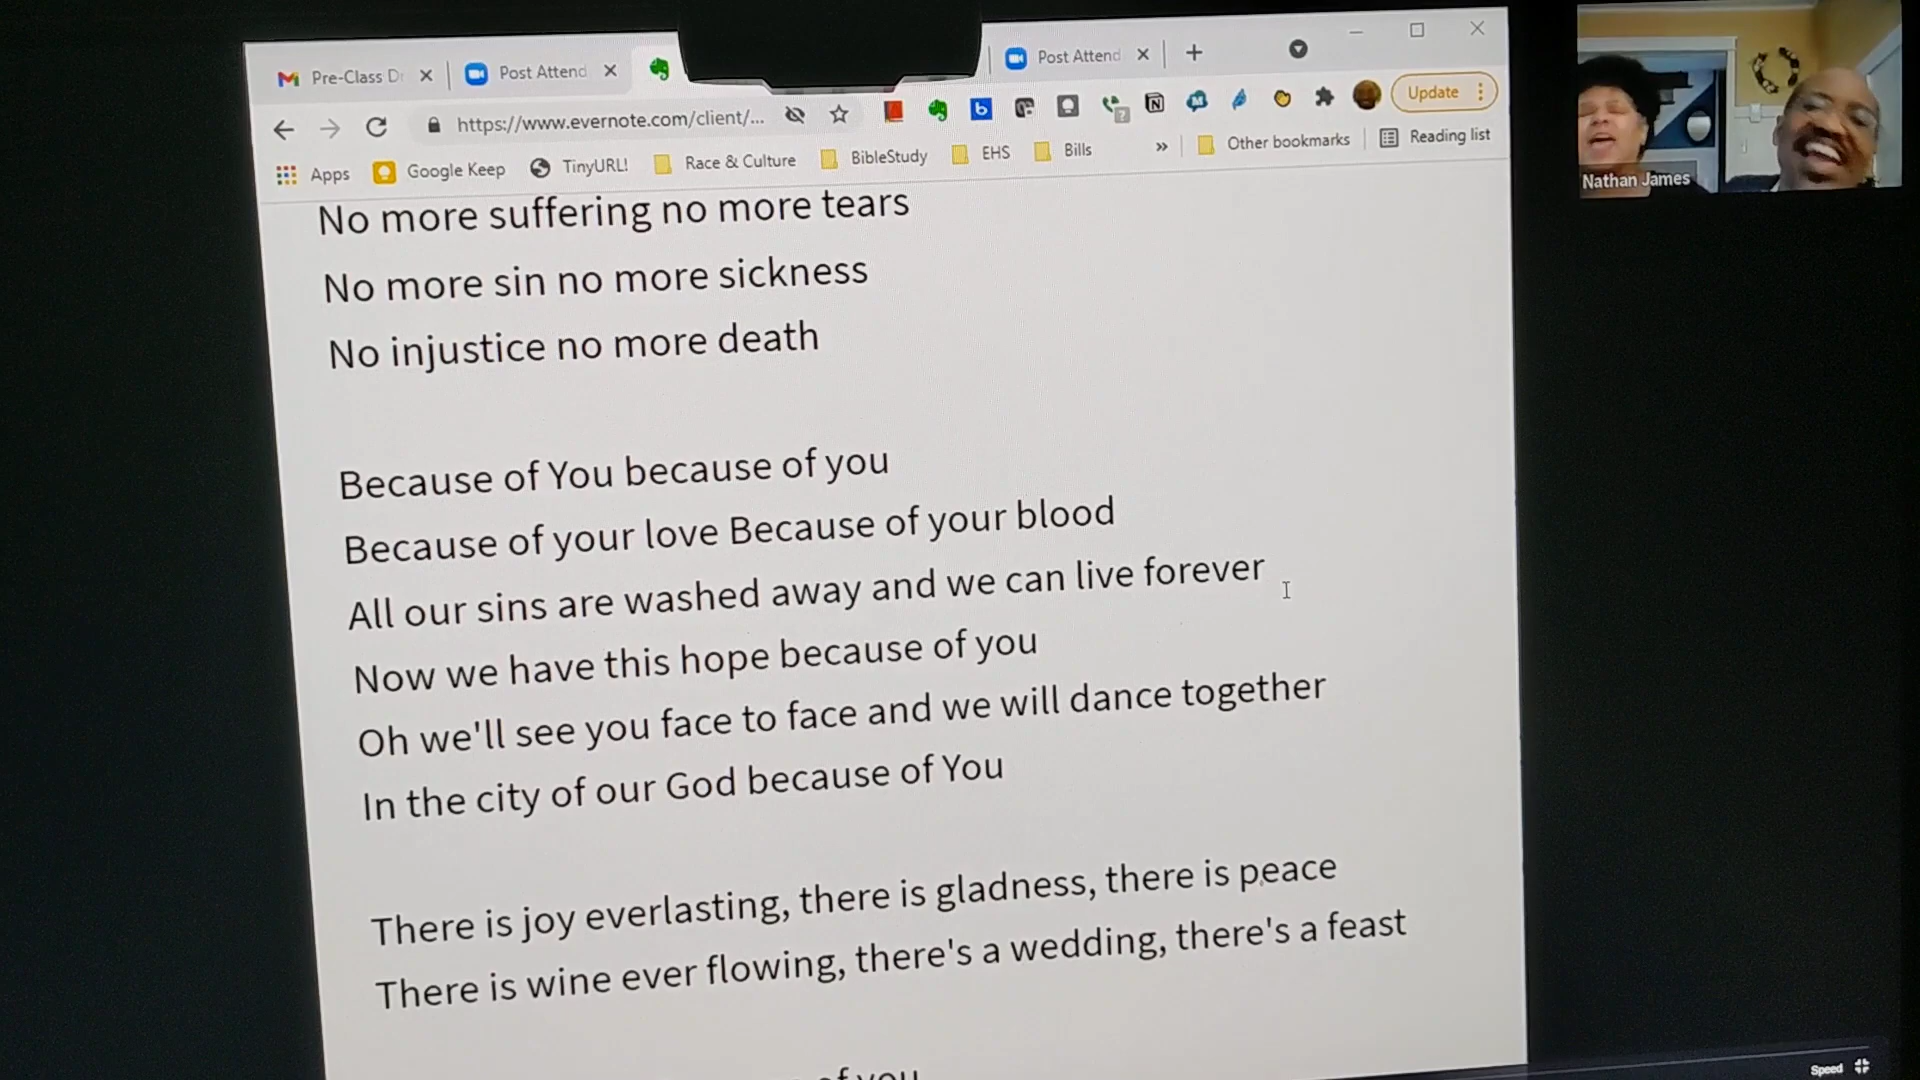 Pre-Class Dr
Post Attend
Post Attend
https://www.evernote.com/client/...
Update
Apps
Google Keep
TinyURL!
Race & Culture
BibleStudy
EHS
Bills
»
Other bookmarks
Reading list
Nathan James
No more suffering no more tears
No more sin no more sickness
No injustice no more death
Because of You because of you
Because of your love Because of your blood
All our sins are washed away and we can live forever
Now we have this hope because of you
Oh we'll see you face to face and we will dance together
In the city of our God because of You
There is joy everlasting, there is gladness, there is peace
There is wine ever flowing, there's a wedding, there's a feast
of you
Speed